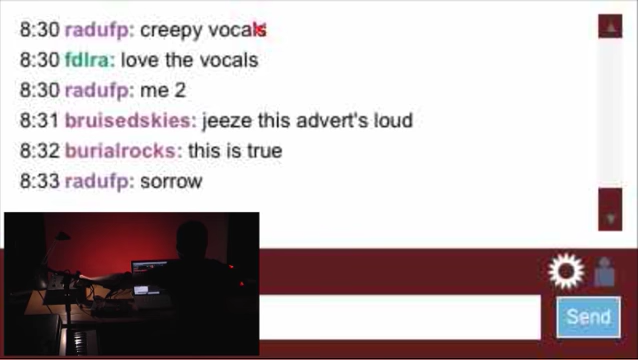 8:30 radufp: creepy vocals
8:30 fdlra: love the vocals
8:30 radufp: me 2
8:31 bruisedskies: jeeze this advert's loud
8:32 burialrocks: this is true
8:33 radufp: sorrow
Send